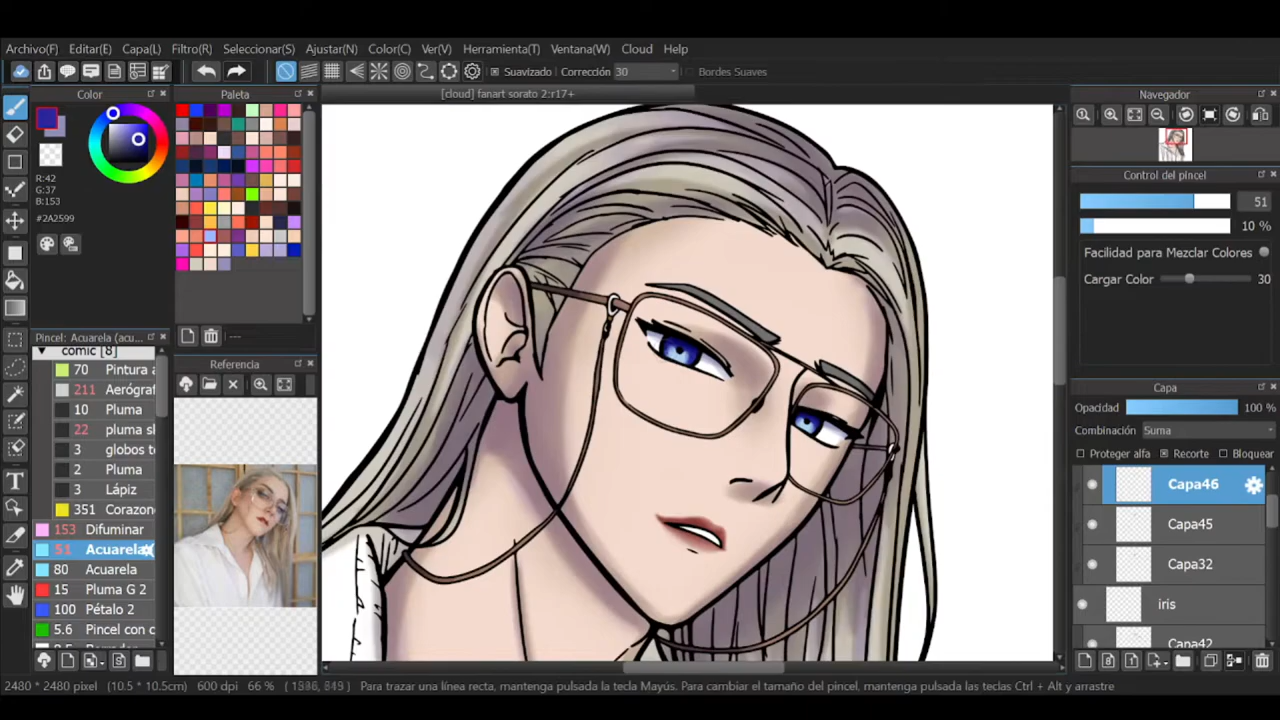 Archivo(F) Editar(E) Capa(L) Filtro(R) Seleccionar(S) Ajustar(N) Color(C) Ver(V) Herramienta(T) Ventana(W) Cloud Help
Suavizado Corrección 30 Bordes Suaves
Color
R:42
G:37
B:153
#2A2599
Paleta
---
[cloud] fanart sorato 2:r17+
Pincel: Acuarela (acu...
comic [8]
70 Pintura a
211 Aerógraf
10 Pluma
22 pluma sl
3 globos t
2 Pluma
3 Lápiz
351 Corazon
153 Difuminar
51 Acuarela
80 Acuarela
15 Pluma G 2
100 Pétalo 2
5.6 Pincel con c
Referencia
Navegador
Control del pincel
51
10 %
Facilidad para Mezclar Colores
Cargar Color 30
Capa
Opacidad 100 %
Combinación Suma
Proteger alfa Recorte Bloquear
Capa46
Capa45
Capa32
iris
Capa42
2480 * 2480 pixel (10.5 * 10.5cm) 600 dpi 66 % Para trazar una línea recta, mantenga pulsada la tecla Mayús. Para cambiar el tamaño del pincel, mantenga pulsadas las teclas Ctrl + Alt y arrastre